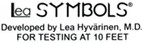 Lea SYMBOLS®
Developed by Lea Hyvärinen, M.D.
FOR TESTING AT 10 FEET